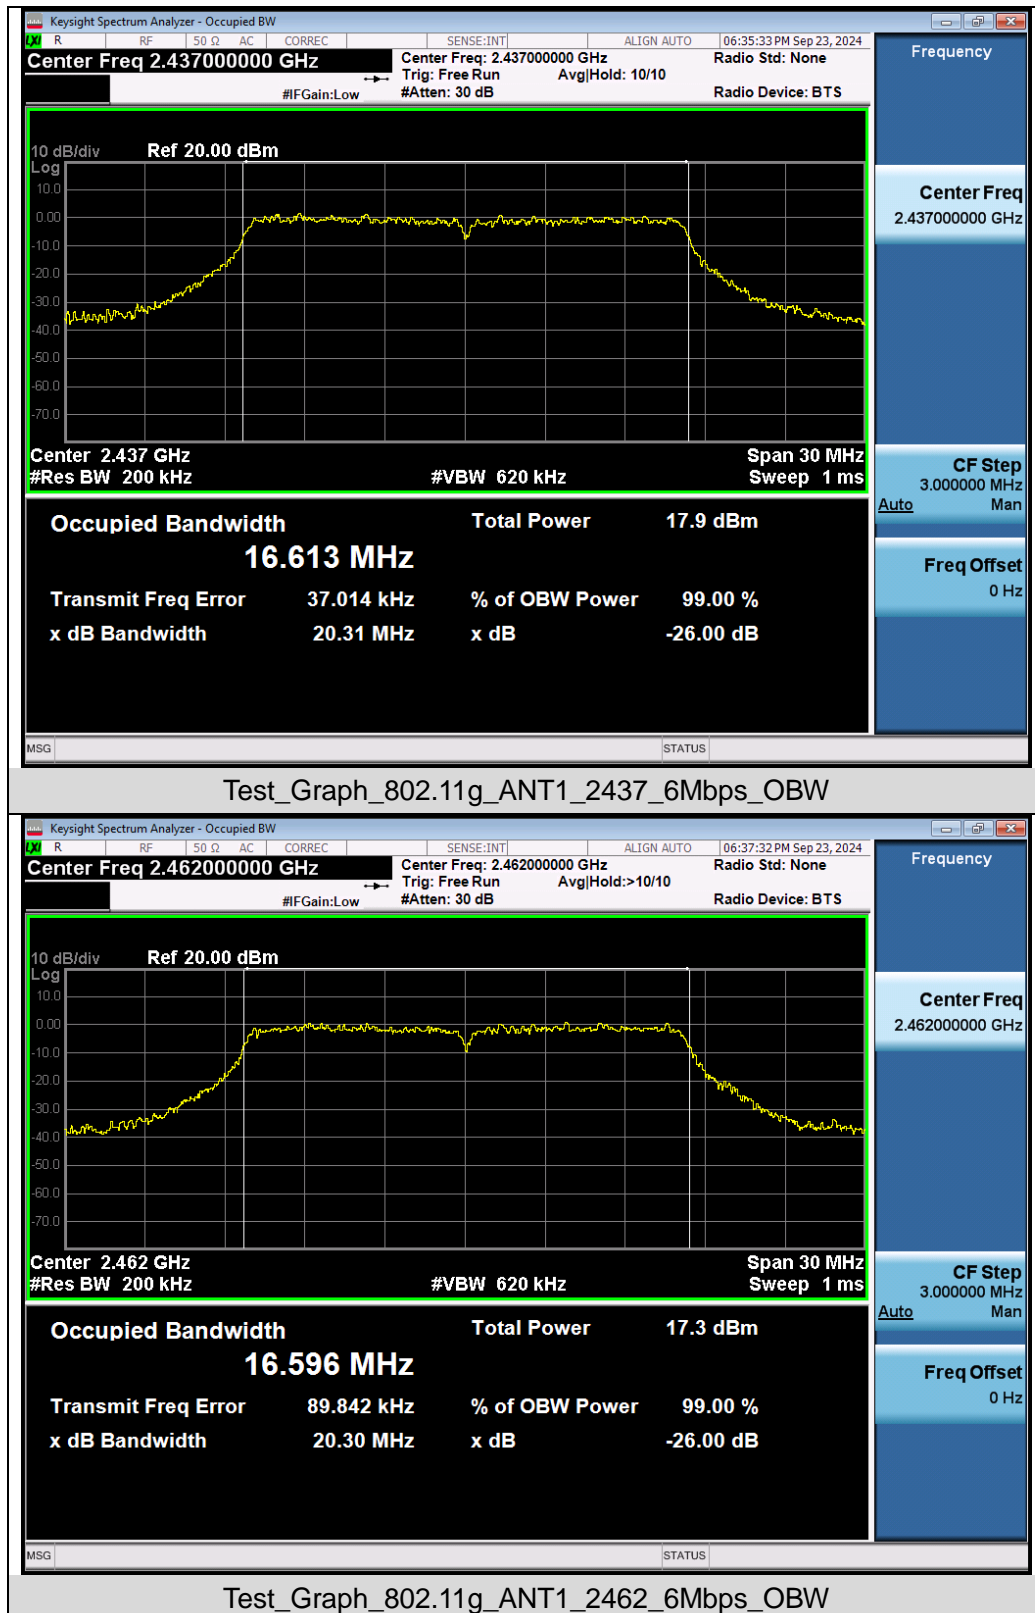 Keysight Spectrum Analyzer - Occupied BW
LXI R RF 50 Ω AC CORREC SENSE:INT ALIGN AUTO 06:35:33 PM Sep 23, 2024
Center Freq 2.437000000 GHz
Center Freq: 2.437000000 GHz Radio Std: None
Trig: Free Run Avg|Hold: 10/10
#IFGain:Low #Atten: 30 dB Radio Device: BTS
Frequency
10 dB/div Ref 20.00 dBm
Log
10.0
0.00
-10.0
-20.0
-30.0
-40.0
-50.0
-60.0
-70.0
Center 2.437 GHz Span 30 MHz
#Res BW 200 kHz #VBW 620 kHz Sweep 1 ms
Center Freq
2.437000000 GHz
CF Step
3.000000 MHz
Auto Man
Freq Offset
0 Hz
Occupied Bandwidth Total Power 17.9 dBm
16.613 MHz
Transmit Freq Error 37.014 kHz % of OBW Power 99.00 %
x dB Bandwidth 20.31 MHz x dB -26.00 dB
MSG STATUS
Test_Graph_802.11g_ANT1_2437_6Mbps_OBW
Keysight Spectrum Analyzer - Occupied BW
LXI R RF 50 Ω AC CORREC SENSE:INT ALIGN AUTO 06:37:32 PM Sep 23, 2024
Center Freq 2.462000000 GHz
Center Freq: 2.462000000 GHz Radio Std: None
Trig: Free Run Avg|Hold:>10/10
#IFGain:Low #Atten: 30 dB Radio Device: BTS
Frequency
10 dB/div Ref 20.00 dBm
Log
10.0
0.00
-10.0
-20.0
-30.0
-40.0
-50.0
-60.0
-70.0
Center 2.462 GHz Span 30 MHz
#Res BW 200 kHz #VBW 620 kHz Sweep 1 ms
Center Freq
2.462000000 GHz
CF Step
3.000000 MHz
Auto Man
Freq Offset
0 Hz
Occupied Bandwidth Total Power 17.3 dBm
16.596 MHz
Transmit Freq Error 89.842 kHz % of OBW Power 99.00 %
x dB Bandwidth 20.30 MHz x dB -26.00 dB
MSG STATUS
Test_Graph_802.11g_ANT1_2462_6Mbps_OBW